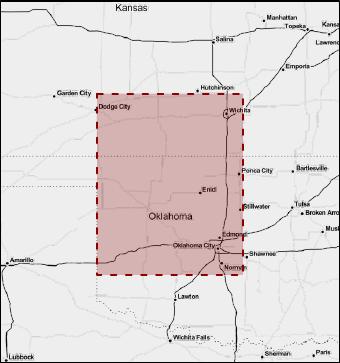 Kansas
Manhattan
Topeka
Kansa
Salina
Lawrenc
Emporia
Hutchinson
Garden City
Dodge City
Wichita
Ponca City
Bartlesville
Enid
Tulsa
Stillwater
Broken Arro
Oklahoma
Edmond
Musk
Oklahoma City
Shawnee
Amarillo
Norman
Lawton
Wichita Falls
Sherman
Paris
Lubbock